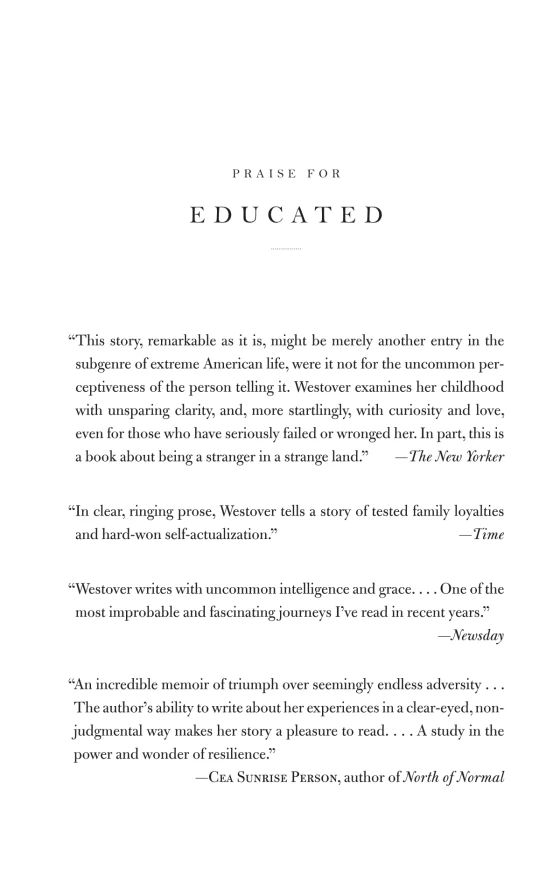 PRAISE FOR
EDUCATED
“This story, remarkable as it is, might be merely another entry in the
subgenre of extreme American life, were it not for the uncommon per-
ceptiveness of the person telling it. Westover examines her childhood
with unsparing clarity, and, more startlingly, with curiosity and love,
even for those who have seriously failed or wronged her. In part, this is
a book about being a stranger in a strange land.” —The New Yorker
“In clear, ringing prose, Westover tells a story of tested family loyalties
and hard-won self-actualization.” —Time
“Westover writes with uncommon intelligence and grace. . . . One of the
most improbable and fascinating journeys I’ve read in recent years.”
—Newsday
“An incredible memoir of triumph over seemingly endless adversity . . .
The author’s ability to write about her experiences in a clear-eyed, non-
judgmental way makes her story a pleasure to read. . . . A study in the
power and wonder of resilience.”
—Cea Sunrise Person, author of North of Normal